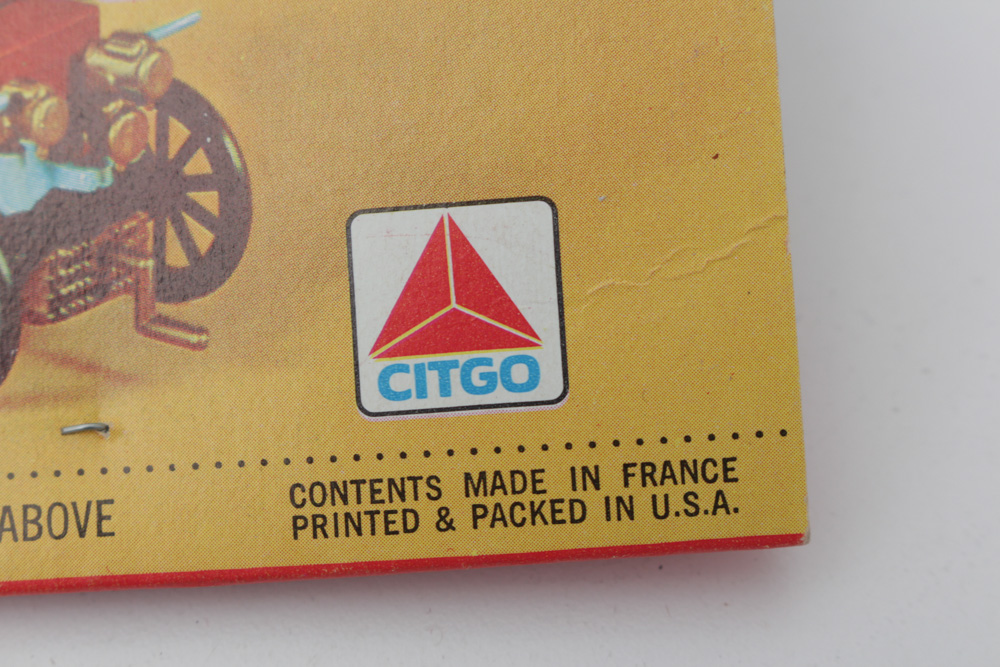 CITGO
ABOVE
CONTENTS MADE IN FRANCE
PRINTED & PACKED IN U.S.A.